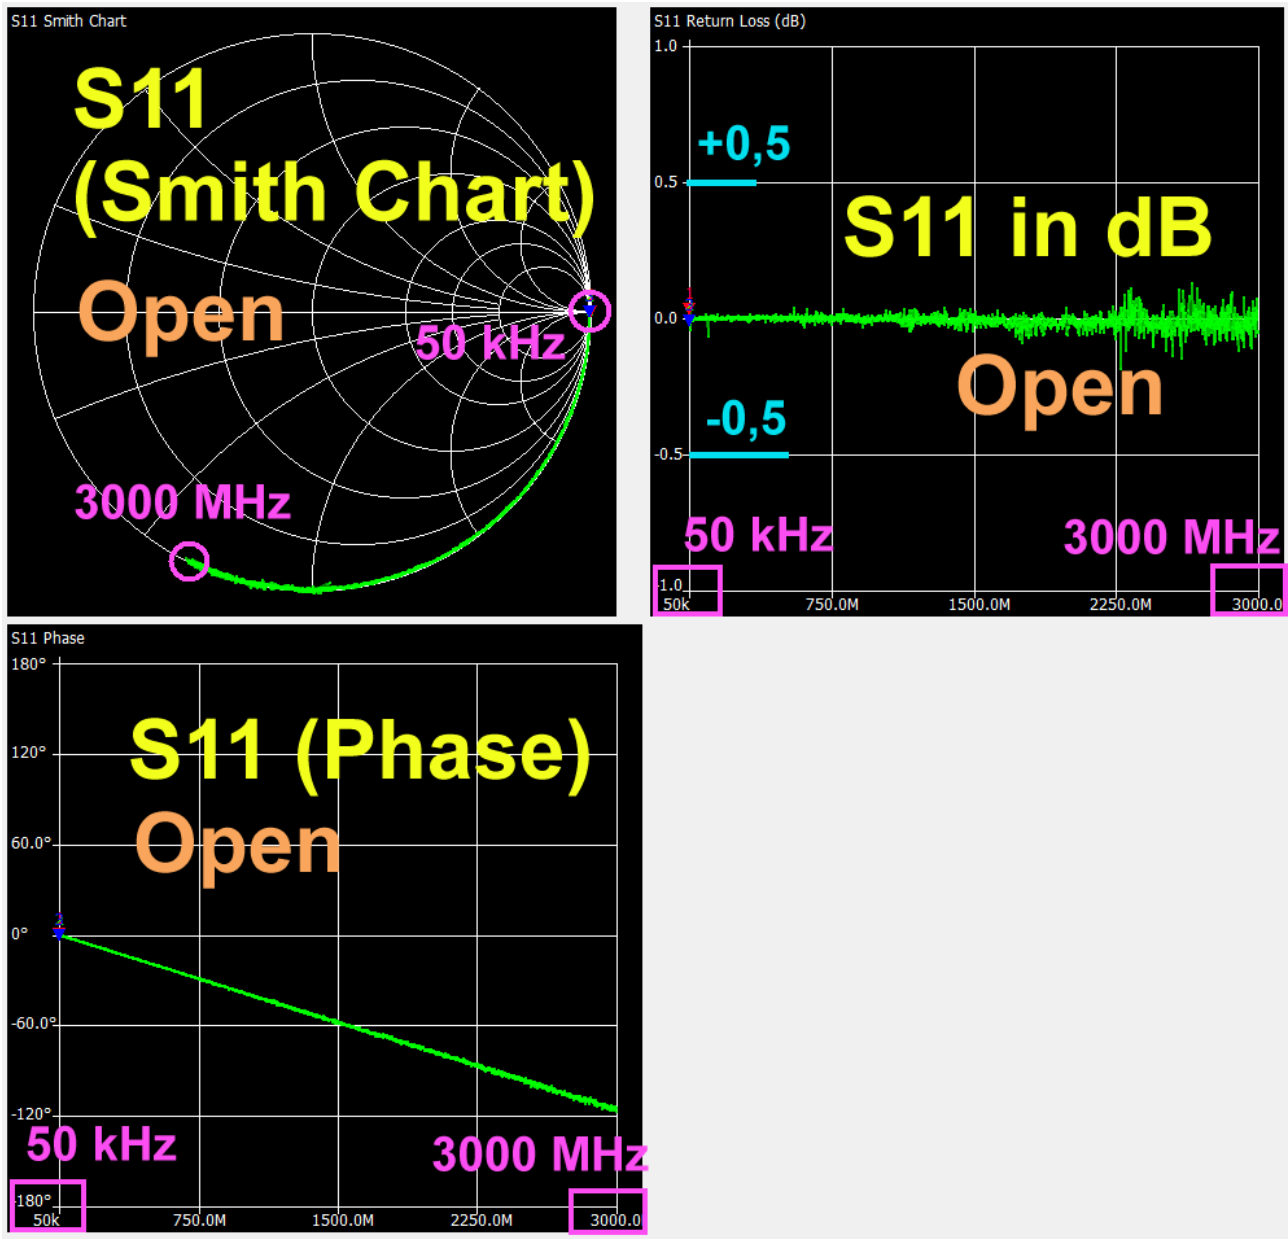 S11 Smith Chart
S11
(Smith Chart)
Open
50 kHz
3000 MHz
S11 Return Loss (dB)
1.0
+0,5
0.5
S11 in dB
0.0
Open
-0,5
-0.5
50 kHz
3000 MHz
-1.0
50k
750.0M
1500.0M
2250.0M
3000.0
S11 Phase
180°
S11 (Phase)
120°
Open
60.0°
0°
-60.0°
-120°
50 kHz
3000 MHz
-180°
50k
750.0M
1500.0M
2250.0M
3000.0